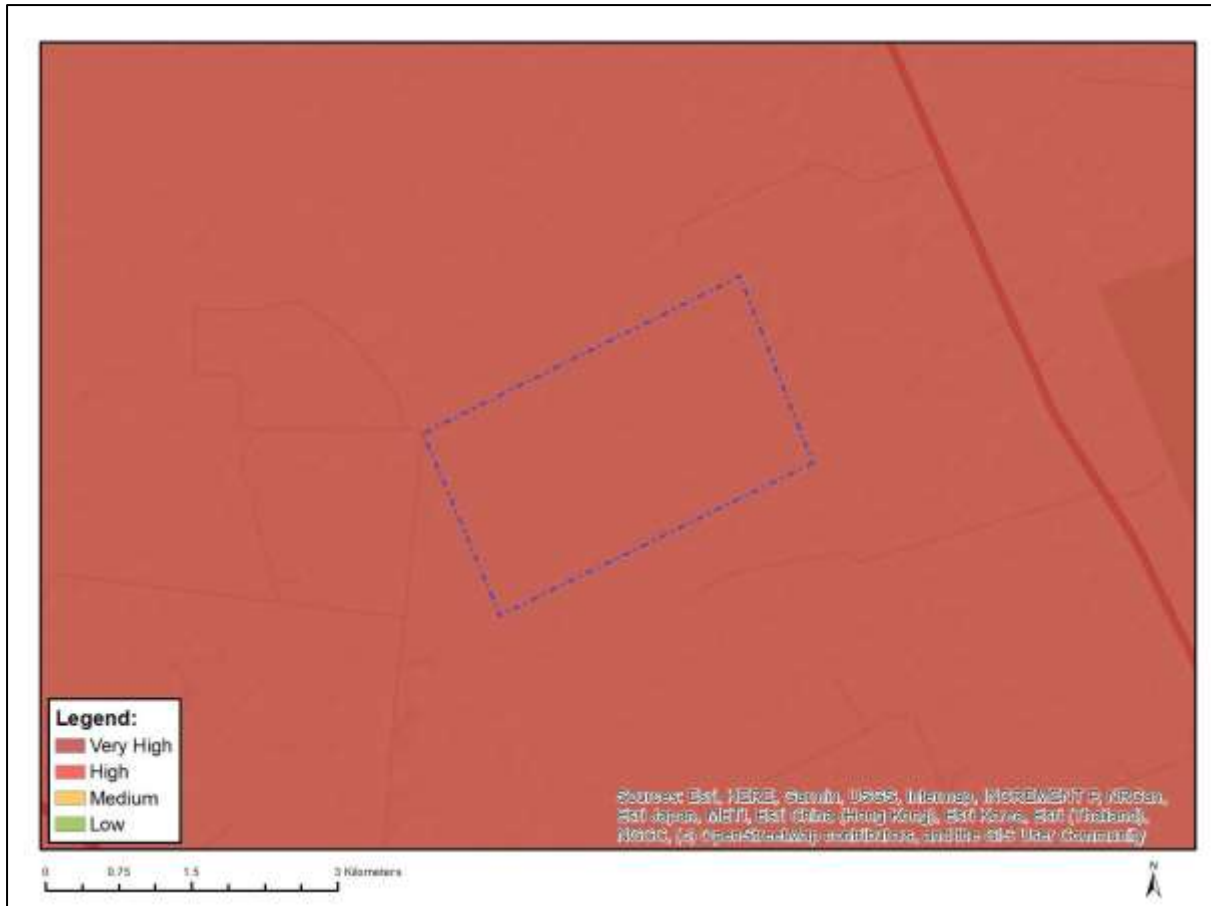 Legend:
Very High
High
Medium
Low
Sources: Esri, HERE, Garmin, USGS, Intermap, INCREMENT P, NRCan,
Esri Japan, METI, Esri China (Hong Kong), Esri Korea, Esri (Thailand),
NGCC, (c) OpenStreetMap contributors, and the GIS User Community
0 0.75 1.5 3 Kilometers
N